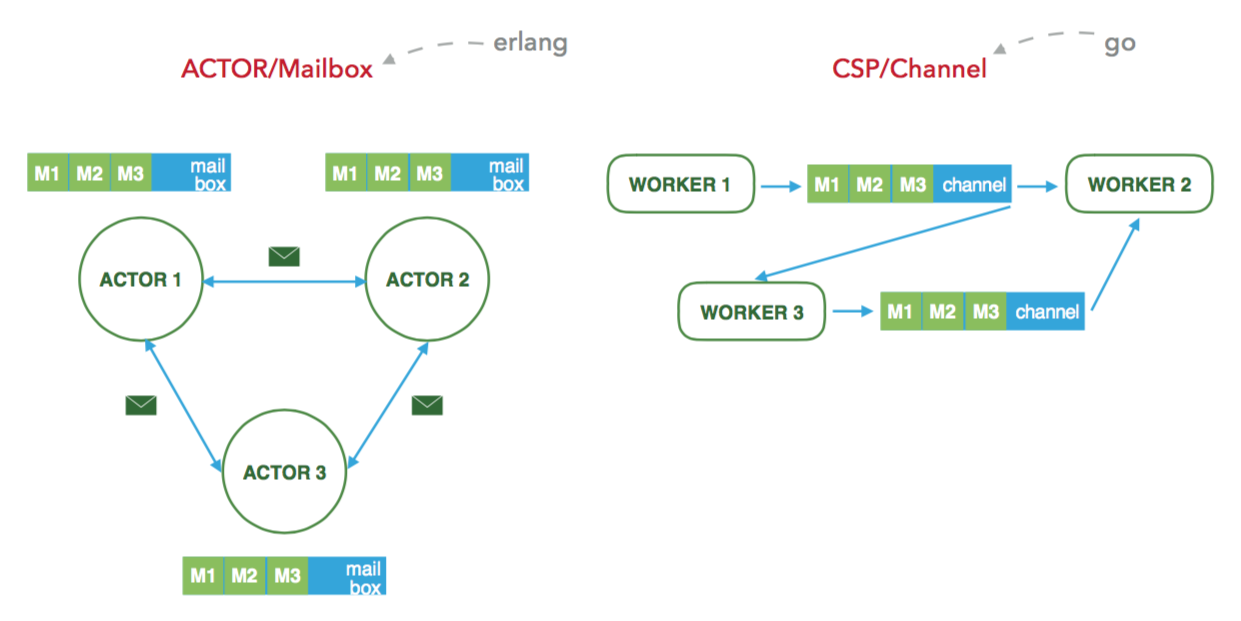 erlang
ACTOR/Mailbox
M1 M2 M3 mail
box
M1 M2 M3 mail
box
ACTOR 1
ACTOR 2
ACTOR 3
M1 M2 M3 mail
box
go
CSP/Channel
WORKER 1
M1 M2 M3 channel
WORKER 2
WORKER 3
M1 M2 M3 channel